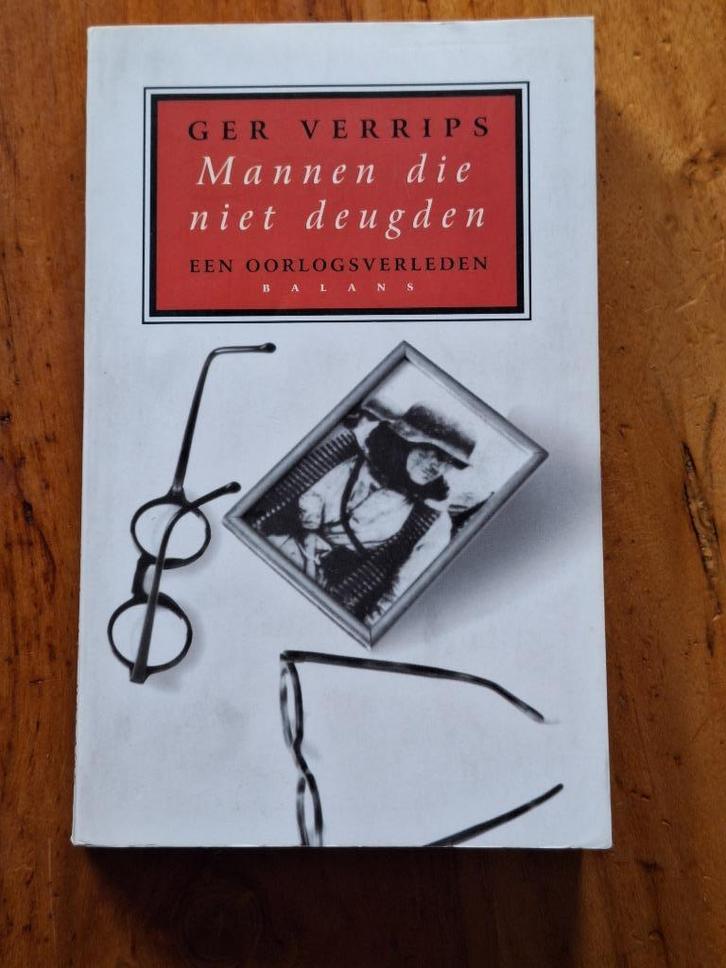 GER VERRIPS
Mannen die
niet deugden
EEN OORLOGSVERLEDEN
BALANS